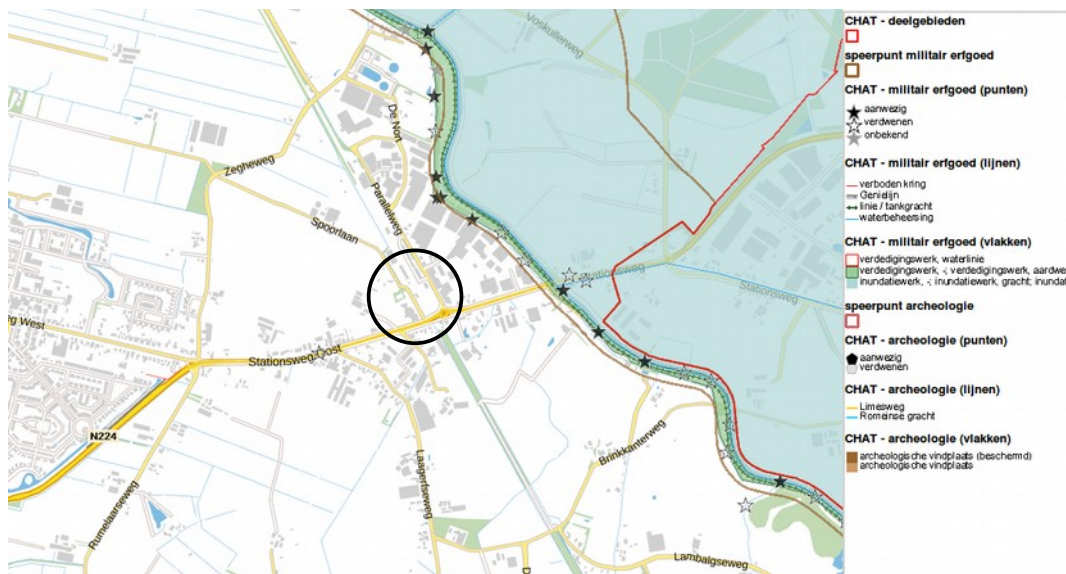 Voskuilerweg
De Nort
Zegheweg
Parallelweg
Spoorlaan
Stationsweg
Stationsweg
eg West
Stationsweg Oost
N224
Brinkkanterweg
Laagerfseweg
Rumelaarseweg
Lambalgseweg
D
CHAT - deelgebieden
speerpunt militair erfgoed
CHAT - militair erfgoed (punten)
aanwezig
verdwenen
onbekend
CHAT - militair erfgoed (lijnen)
verboden kring
Genielijn
linie / tankgracht
waterbeheersing
CHAT - militair erfgoed (vlakken)
verdedigingswerk, waterlinie
verdedigingswerk, -; verdedigingswerk, aardwe
inundatiewerk, -; inundatiewerk, gracht; inundat
speerpunt archeologie
CHAT - archeologie (punten)
aanwezig
verdwenen
CHAT - archeologie (lijnen)
Limesweg
Romeinse gracht
CHAT - archeologie (vlakken)
archeologische vindplaats (beschermd)
archeologische vindplaats